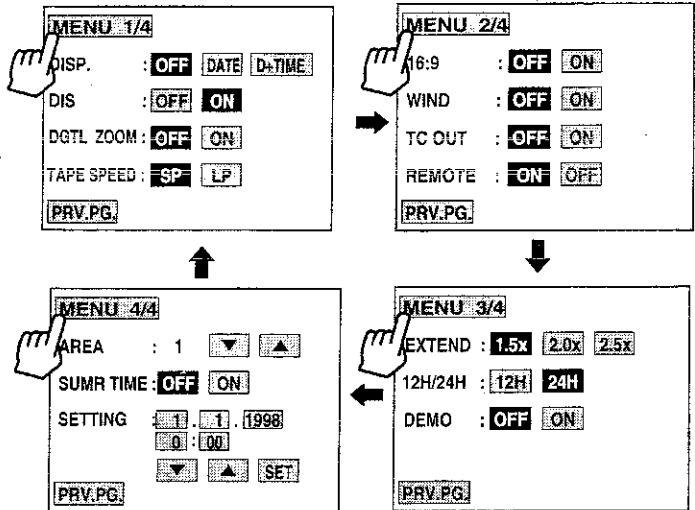 MENU 1/4
DISP. : OFF DATE D+TIME
DIS : OFF ON
DGTL ZOOM : OFF ON
TAPE SPEED : SP LP
PRV.PG.
MENU 2/4
16:9 : OFF ON
WIND : OFF ON
TC OUT : OFF ON
REMOTE : ON OFF
PRV.PG.
MENU 4/4
AREA : 1 ▼ ▲
SUMR TIME : OFF ON
SETTING : 1 . 1 . 1998
0 : 00
▼ ▲ SET
PRV.PG.
MENU 3/4
EXTEND : 1.5x 2.0x 2.5x
12H/24H : 12H 24H
DEMO : OFF ON
PRV.PG.